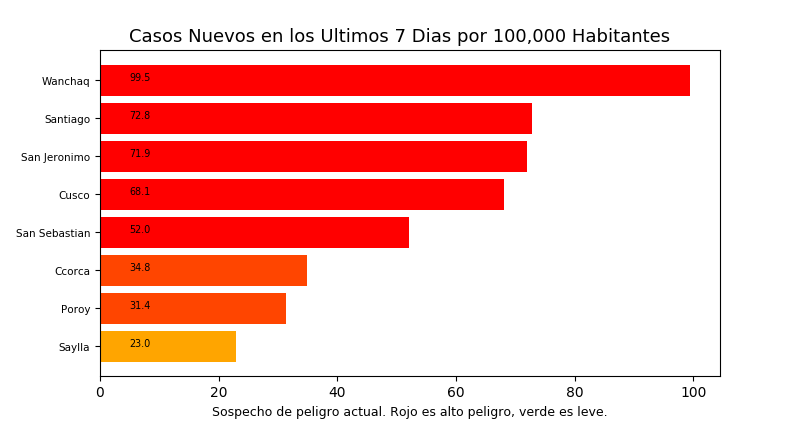 Casos Nuevos en los Ultimos 7 Dias por 100,000 Habitantes
Wanchaq 99.5
Santiago 72.8
San Jeronimo 71.9
Cusco 68.1
San Sebastian 52.0
Ccorca 34.8
Poroy 31.4
Saylla 23.0
0 20 40 60 80 100
Sospecho de peligro actual. Rojo es alto peligro, verde es leve.